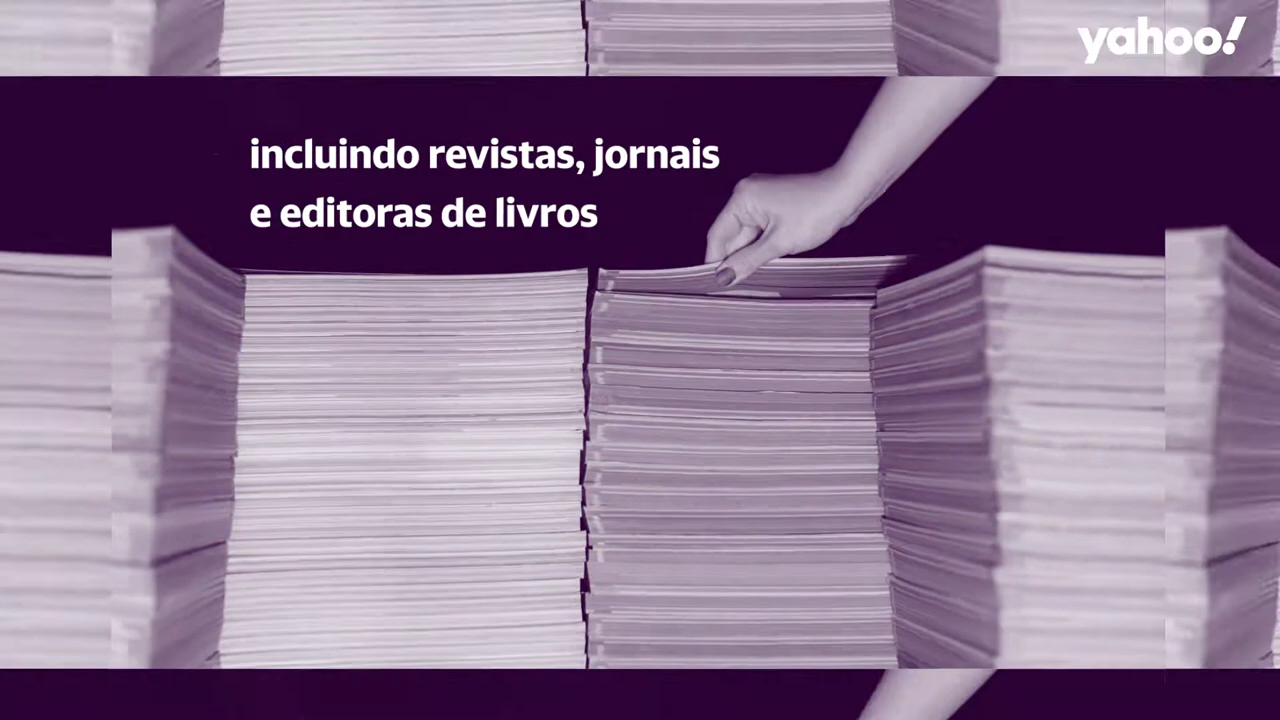 yahoo!
incluindo revistas, jornais
e editoras de livros